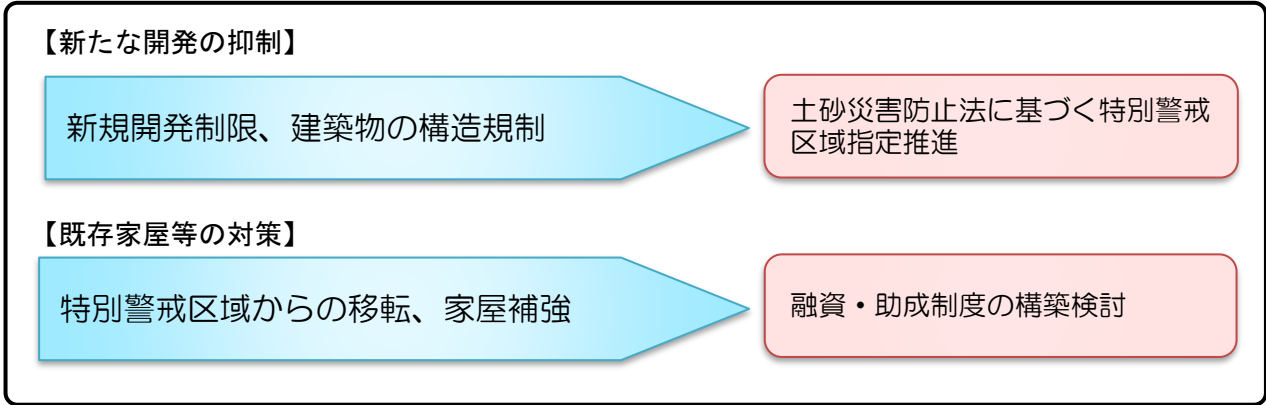 【新たな開発の抑制】
新規開発制限、建築物の構造規制
土砂災害防止法に基づく特別警戒
区域指定推進
【既存家屋等の対策】
特別警戒区域からの移転、家屋補強
融資・助成制度の構築検討